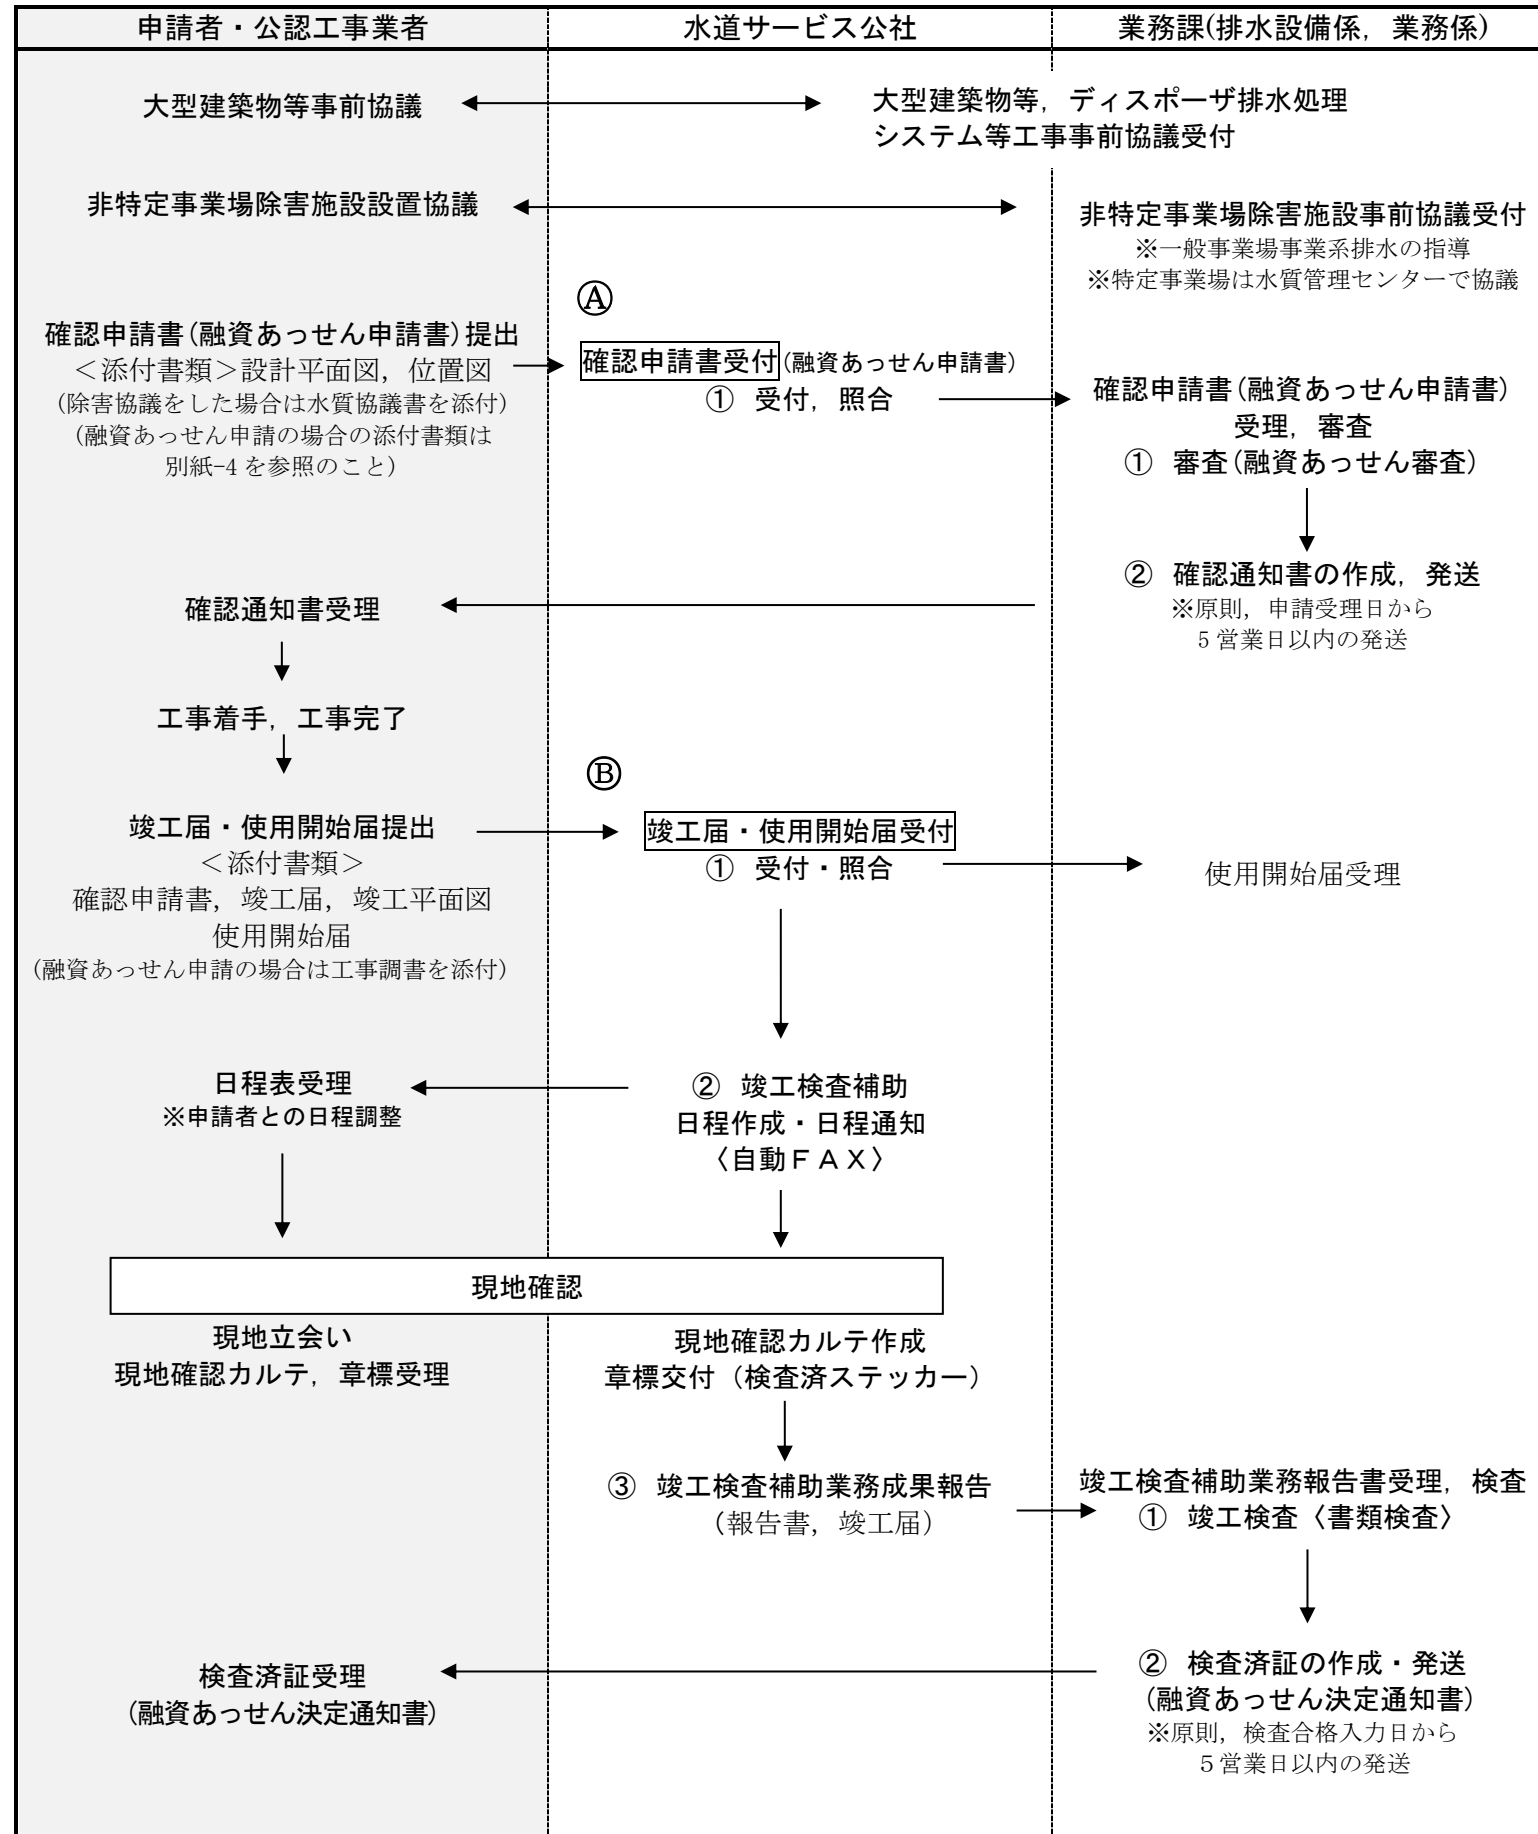 申請者・公認工事業者
水道サービス公社
業務課(排水設備係，業務係)
大型建築物等事前協議
大型建築物等，ディスポーザ排水処理
システム等工事事前協議受付
非特定事業場除害施設設置協議
非特定事業場除害施設事前協議受付
※一般事業場事業系排水の指導
※特定事業場は水質管理センターで協議
Ⓐ
確認申請書(融資あっせん申請書)提出
＜添付書類＞設計平面図，位置図
(除害協議をした場合は水質協議書を添付)
(融資あっせん申請の場合の添付書類は
別紙-4 を参照のこと)
確認申請書受付(融資あっせん申請書)
① 受付，照合
確認申請書(融資あっせん申請書)
受理，審査
① 審査(融資あっせん審査)
② 確認通知書の作成，発送
※原則，申請受理日から
5 営業日以内の発送
確認通知書受理
工事着手，工事完了
Ⓑ
竣工届・使用開始届提出
＜添付書類＞
確認申請書，竣工届，竣工平面図
使用開始届
(融資あっせん申請の場合は工事調書を添付)
竣工届・使用開始届受付
① 受付・照合
使用開始届受理
日程表受理
※申請者との日程調整
② 竣工検査補助
日程作成・日程通知
〈自動ＦＡＸ〉
現地確認
現地立会い
現地確認カルテ，章標受理
現地確認カルテ作成
章標交付（検査済ステッカー）
③ 竣工検査補助業務成果報告
（報告書，竣工届）
竣工検査補助業務報告書受理，検査
① 竣工検査〈書類検査〉
検査済証受理
(融資あっせん決定通知書)
② 検査済証の作成・発送
(融資あっせん決定通知書)
※原則，検査合格入力日から
５営業日以内の発送